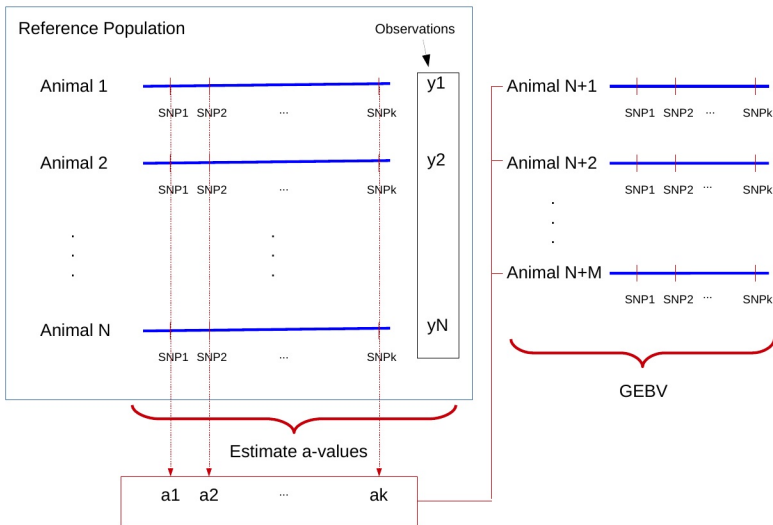 Reference Population
Observations
Animal 1
y1
SNP1 SNP2 ... SNPk
Animal 2
y2
SNP1 SNP2 ... SNPk
. .
. .
. .
Animal N
yN
SNP1 SNP2 ... SNPk
Estimate a-values
a1 a2 ... ak
Animal N+1
SNP1 SNP2 ... SNPk
Animal N+2
SNP1 SNP2 ... SNPk
.
.
.
Animal N+M
SNP1 SNP2 ... SNPk
GEBV